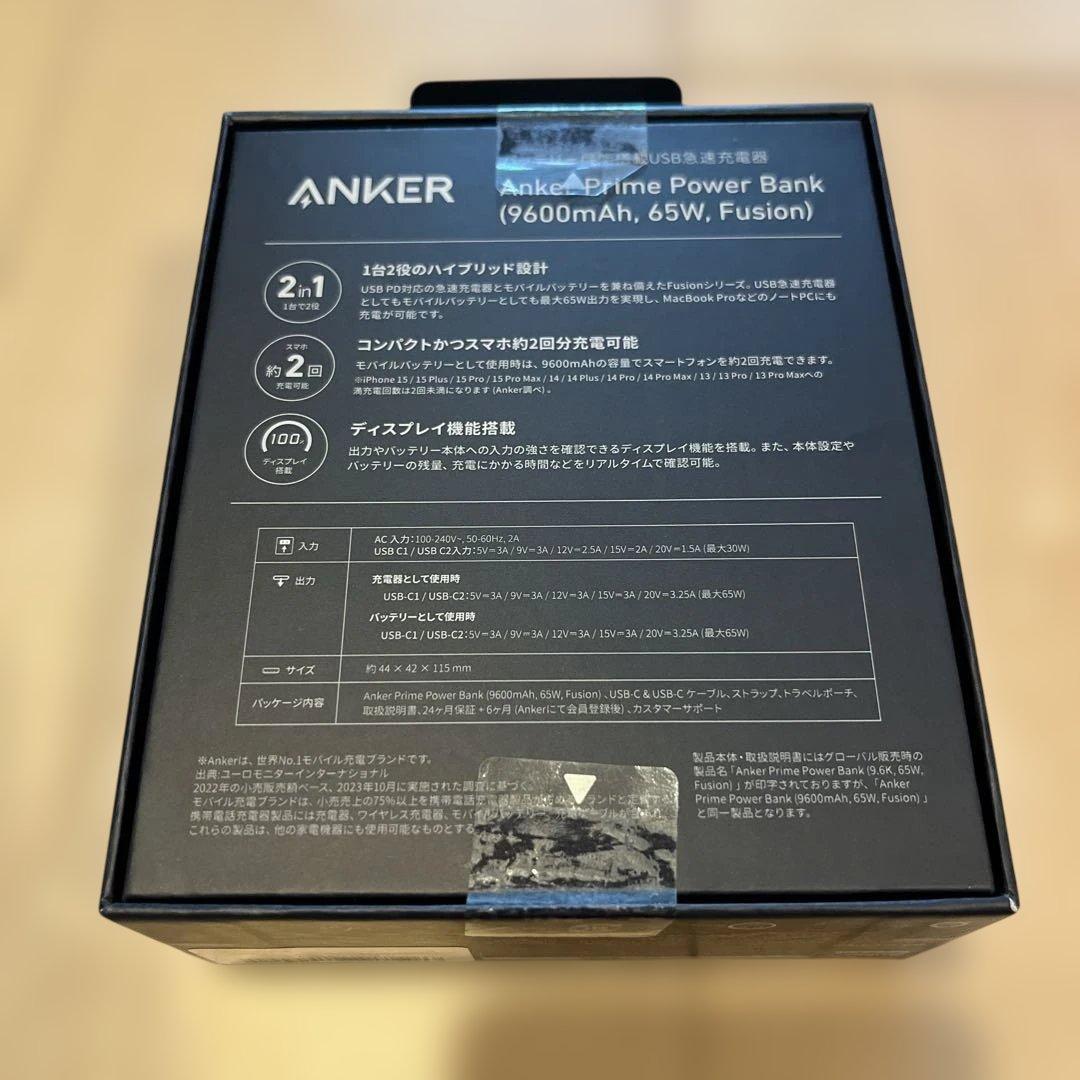 USB急速充電器
ANKER
Anker Prime Power Bank
(9600mAh, 65W, Fusion)
2in1
1台で2役
1台2役のハイブリッド設計
USB PD対応の急速充電器とモバイルバッテリーを兼ね備えたFusionシリーズ。USB急速充電器
としてもモバイルバッテリーとしても最大65W出力を実現し、MacBook ProなどのノートPCにも
充電が可能です。
スマホ
約2回
充電可能
コンパクトかつスマホ約2回分充電可能
モバイルバッテリーとして使用時は、9600mAhの容量でスマートフォンを約2回充電できます。
※iPhone 15 / 15 Plus / 15 Pro / 15 Pro Max / 14 / 14 Plus / 14 Pro / 14 Pro Max / 13 / 13 Pro / 13 Pro Maxへの
満充電回数は2回未満になります (Anker調べ) 。
100%
ディスプレイ
搭載
ディスプレイ機能搭載
出力やバッテリー本体への入力の強さを確認できるディスプレイ機能を搭載。また、本体設定や
バッテリーの残量、充電にかかる時間などをリアルタイムで確認可能。
入力
AC 入力：100-240V~, 50-60Hz, 2A
USB C1 / USB C2入力：5V⎓3A / 9V⎓3A / 12V⎓2.5A / 15V⎓2A / 20V⎓1.5A (最大30W)
出力
充電器として使用時
USB-C1 / USB-C2：5V⎓3A / 9V⎓3A / 12V⎓3A / 15V⎓3A / 20V⎓3.25A (最大65W)
バッテリーとして使用時
USB-C1 / USB-C2：5V⎓3A / 9V⎓3A / 12V⎓3A / 15V⎓3A / 20V⎓3.25A (最大65W)
サイズ
約 44 × 42 × 115 mm
パッケージ内容
Anker Prime Power Bank (9600mAh, 65W, Fusion) 、USB-C & USB-C ケーブル、ストラップ、トラベルポーチ、
取扱説明書、24ヶ月保証 + 6ヶ月 (Ankerにて会員登録後) 、カスタマーサポート
※Ankerは、世界No.1モバイル充電ブランドです。
出典:ユーロモニターインターナショナル
2022年の小売販売額ベース、2023年10月に実施された調査に基づく。
モバイル充電ブランドは、小売売上の75%以上を携帯電話充電器製品が占めるブランドと定義
携帯電話充電器製品には充電器、ワイヤレス充電器、モバイルバッテリー
これらの製品は、他の家電機器にも使用可能なものとする
製品本体・取扱説明書にはグローバル販売時の
製品名「Anker Prime Power Bank (9.6K, 65W,
Fusion) 」が印字されておりますが、「Anker
Prime Power Bank (9600mAh, 65W, Fusion) 」
と同一製品となります。